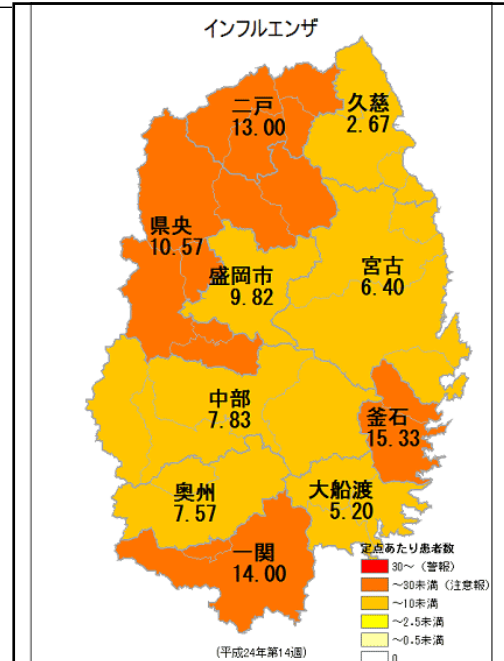 インフルエンザ
二戸
13.00
久慈
2.67
県央
10.57
盛岡市
9.82
宮古
6.40
中部
7.83
釜石
15.33
奥州
7.57
大船渡
5.20
一関
14.00
定点あたり患者数
30～（警報）
～30未満（注意報）
～10未満
～2.5未満
～0.5未満
0
(平成24年第14週)